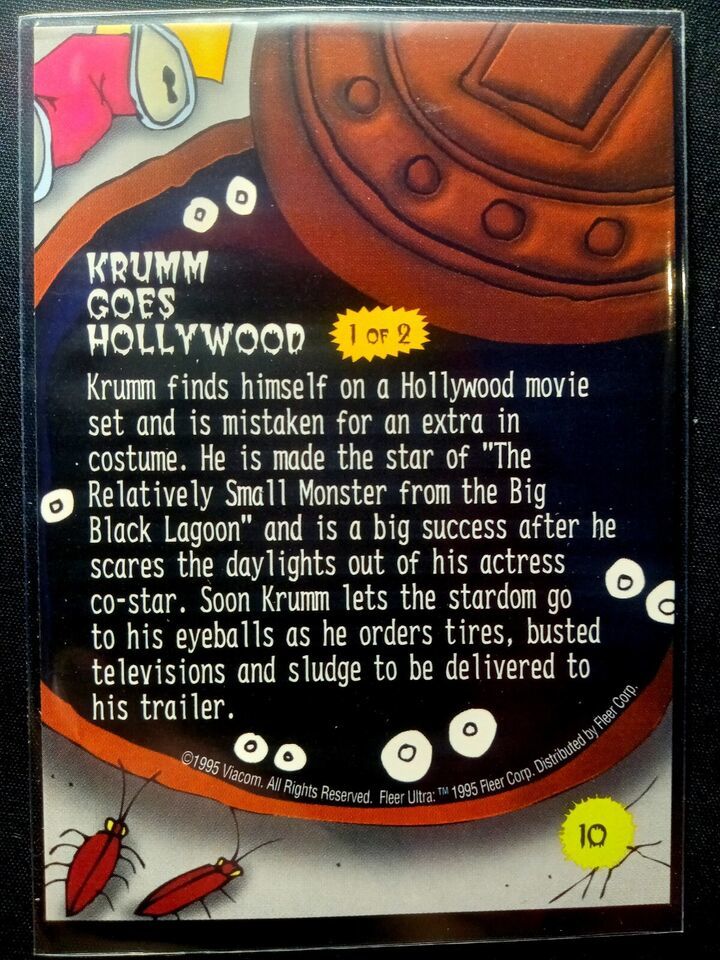 KRUMM
GOES
HOLLYWOOD 1 OF 2
Krumm finds himself on a Hollywood movie
set and is mistaken for an extra in
costume. He is made the star of "The
Relatively Small Monster from the Big
Black Lagoon" and is a big success after he
scares the daylights out of his actress
co-star. Soon Krumm lets the stardom go
to his eyeballs as he orders tires, busted
televisions and sludge to be delivered to
his trailer.
©1995 Viacom. All Rights Reserved. Fleer Ultra: ™ 1995 Fleer Corp. Distributed by Fleer Corp.
10